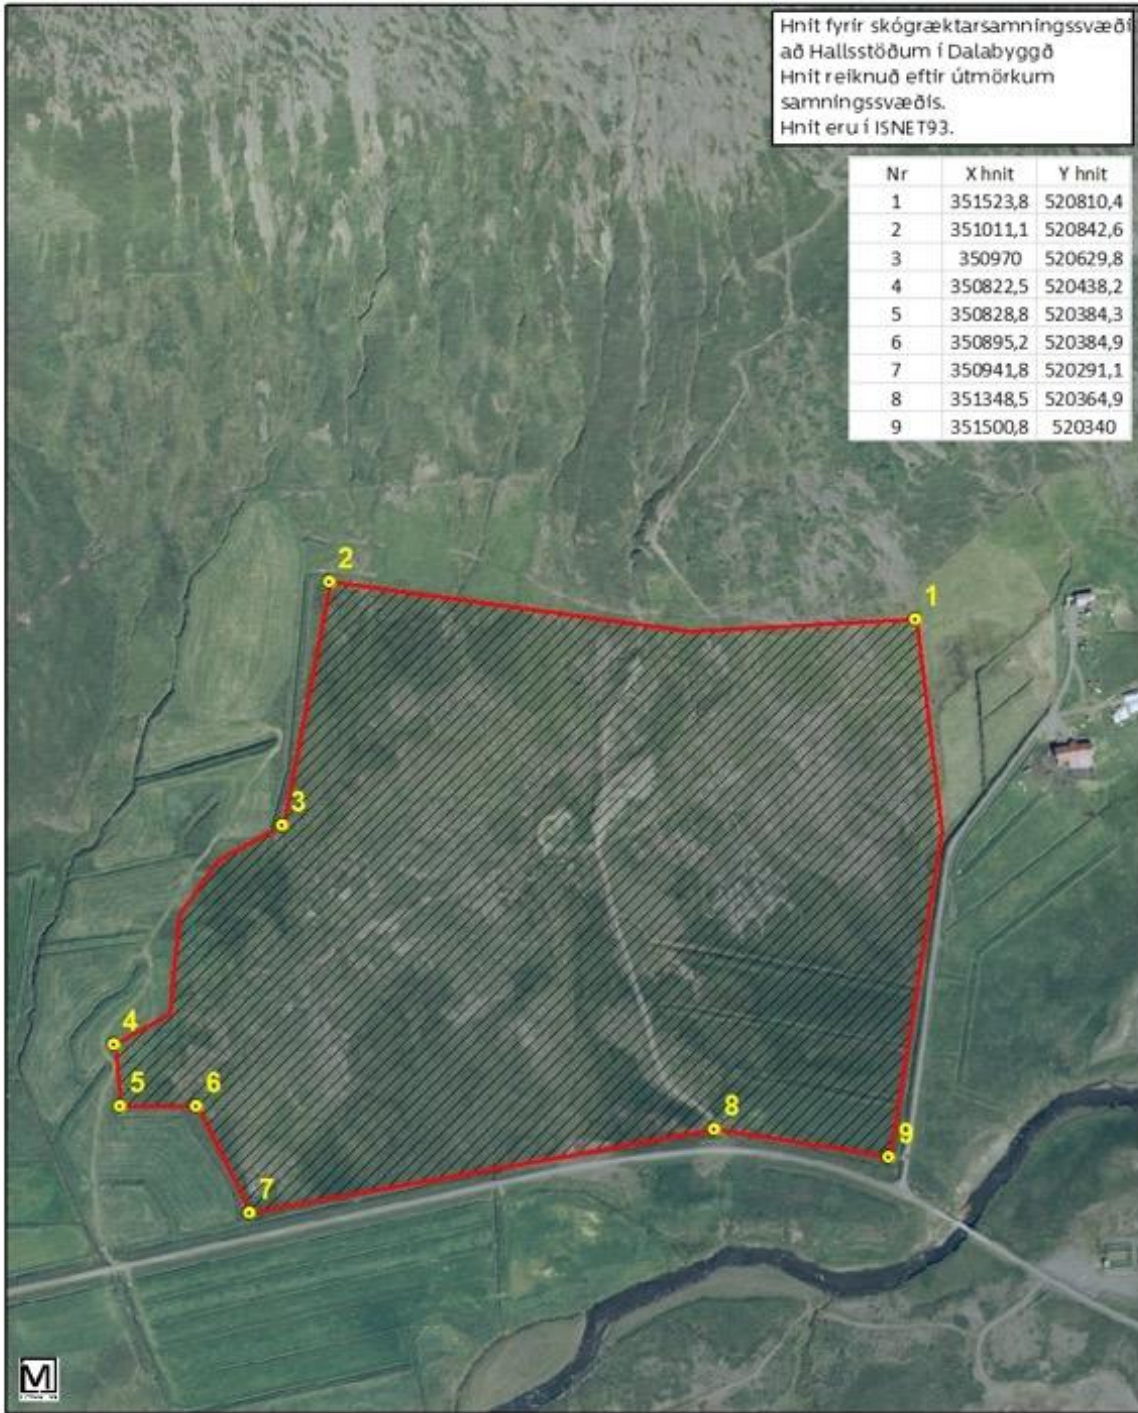 Hnit fyrir skógræktarsamningssvæði
að Hallsstöðum í Dalabyggð
Hnit reiknuð eftir útmörkum
samningssvæðis.
Hnit eru í ISNET93.
Nr X hnit Y hnit
1 351523,8 520810,4
2 351011,1 520842,6
3 350970 520629,8
4 350822,5 520438,2
5 350828,8 520384,3
6 350895,2 520384,9
7 350941,8 520291,1
8 351348,5 520364,9
9 351500,8 520340
2
1
3
4
5 6
8
9
7
M